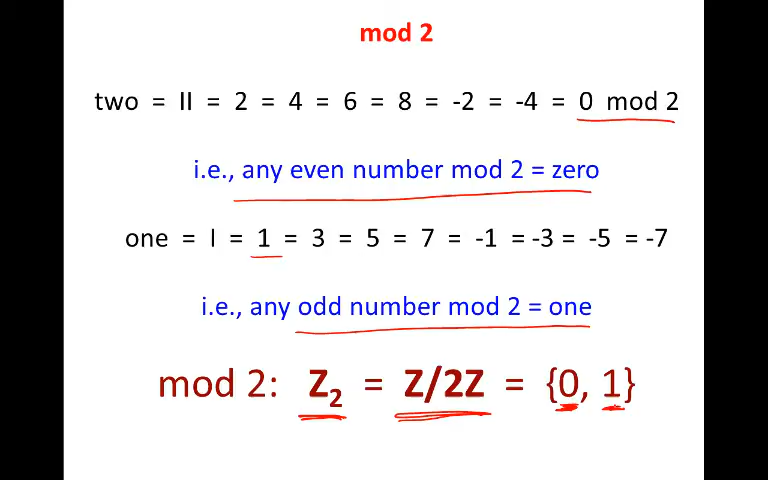 mod 2
two = II = 2 = 4 = 6 = 8 = -2 = -4 = 0 mod 2
i.e., any even number mod 2 = zero
one = I = 1 = 3 = 5 = 7 = -1 = -3 = -5 = -7
i.e., any odd number mod 2 = one
mod 2: Z₂ = Z/2Z = {0, 1}